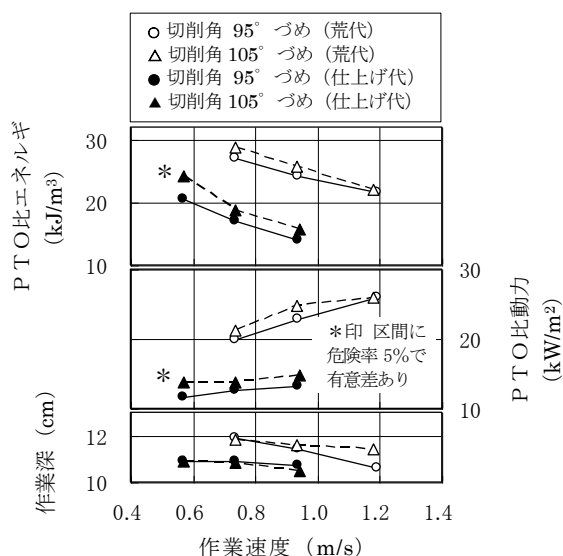 切削角 95° づめ (荒代)
切削角 105° づめ (荒代)
切削角 95° づめ (仕上げ代)
切削角 105° づめ (仕上げ代)
PTO比エネルギ
(kJ/m³)
30
20
10
*
30
20
10
PTO比動力
(kW/m²)
*印 区間に
危険率 5%で
有意差あり
*
作業深 (cm)
12
10
0.4 0.6 0.8 1.0 1.2 1.4
作業速度 (m/s)